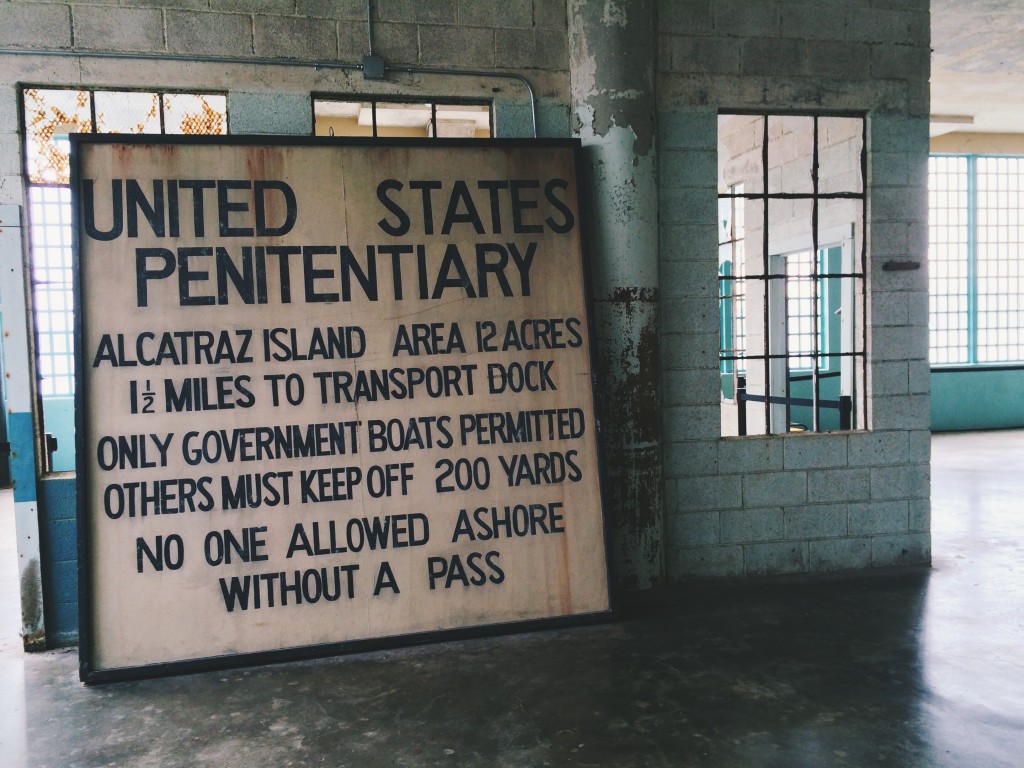 UNITED STATES
PENITENTIARY
ALCATRAZ ISLAND AREA 12 ACRES
1½ MILES TO TRANSPORT DOCK
ONLY GOVERNMENT BOATS PERMITTED
OTHERS MUST KEEP OFF 200 YARDS
NO ONE ALLOWED ASHORE
WITHOUT A PASS